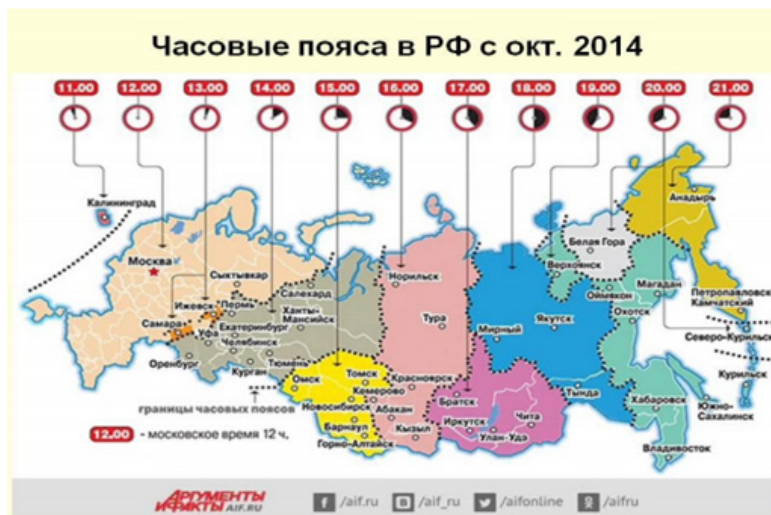 Часовые пояса в РФ с окт. 2014
11.00 12.00 13.00 14.00 15.00 16.00 17.00 18.00 19.00 20.00 21.00
Калининград
Москва
Сыктывкар
Салехард
Норильск
Белая Гора
Верхоянск
Анадырь
Ижевск
Пермь
Ханты-
Мансийск
Тура
Мирный
Якутск
Оймякон
Магадан
Охотск
Петропавловск
Камчатский
Самара
Уфа
Екатеринбург
Челябинск
Северо-Курильск
Оренбург
Курган
Тюмень
Омск
Томск
Кемерово
Красноярск
Братск
Тында
Хабаровск
Курильск
Южно-
Сахалинск
границы часовых поясов
Новосибирск
Абакан
Иркутск
Чита
Улан-Удэ
Барнаул
Кызыл
Горно-Алтайск
Владивосток
12.00 - московское время 12 ч.
АРГУМЕНТЫ
И ФАКТЫ AIF.RU
f /aif.ru B /aif_ru /aifonline /aifru